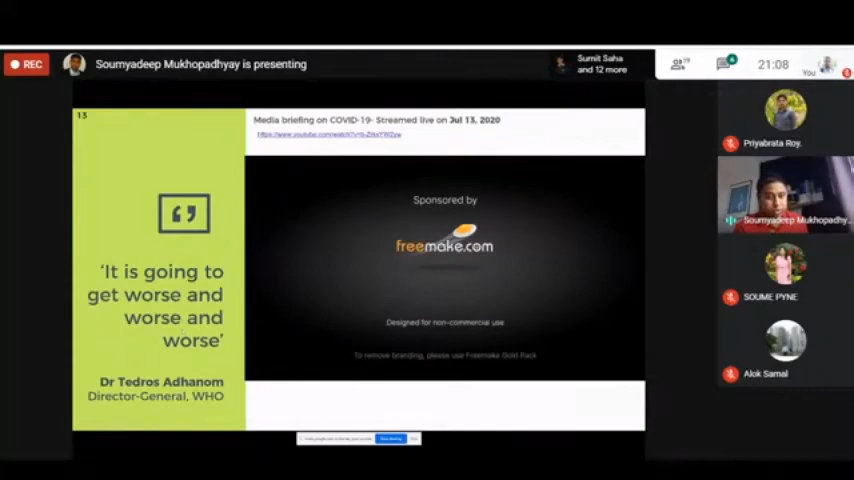 REC
Soumyadeep Mukhopadhyay is presenting
Sumit Saha
and 12 more
19
4
21:08
You
13
Media briefing on COVID-19- Streamed live on Jul 13, 2020
Priyabrata Roy.
Sponsored by
freemake.com
Soumyadeep Mukhopadhy...
'It is going to
get worse and
worse and
worse'
Designed for non-commercial use
To remove branding, please use Freemake Gold Pack
SOUME PYNE
Dr Tedros Adhanom
Director-General, WHO
Alok Samal